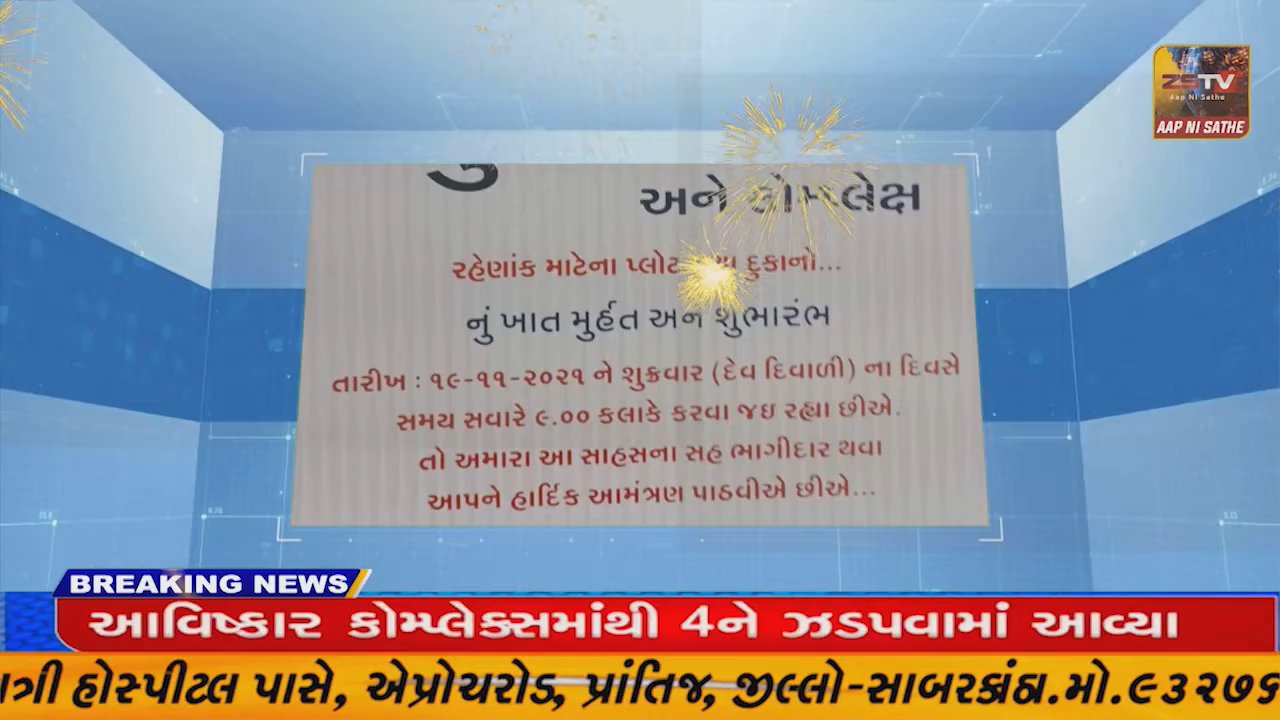 ZSTV
Aap Ni Sathe
AAP NI SATHE
અને કોમ્પલેક્ષ
રહેણાંક માટેના પ્લોટ દુકાનો...
નું ખાત મુર્હત અને શુભારંભ
તારીખ : ૧૯-૧૧-૨૦૨૧ ને શુક્રવાર (દેવ દિવાળી) ના દિવસે
સમય સવારે ૯.૦૦ કલાકે કરવા જઇ રહ્યા છીએ.
તો અમારા આ સાહસના સહ ભાગીદાર થવા
આપને હાર્દિક આમંત્રણ પાઠવીએ છીએ...
BREAKING NEWS
આવિષ્કાર કોમ્પ્લેક્સમાંથી 4ને ઝડપવામાં આવ્યા
ત્રી હોસ્પીટલ પાસે, એપ્રોચરોડ, પ્રાંતિજ, જીલ્લો-સાબરકાંઠા.મો.૯૩૨૭૬